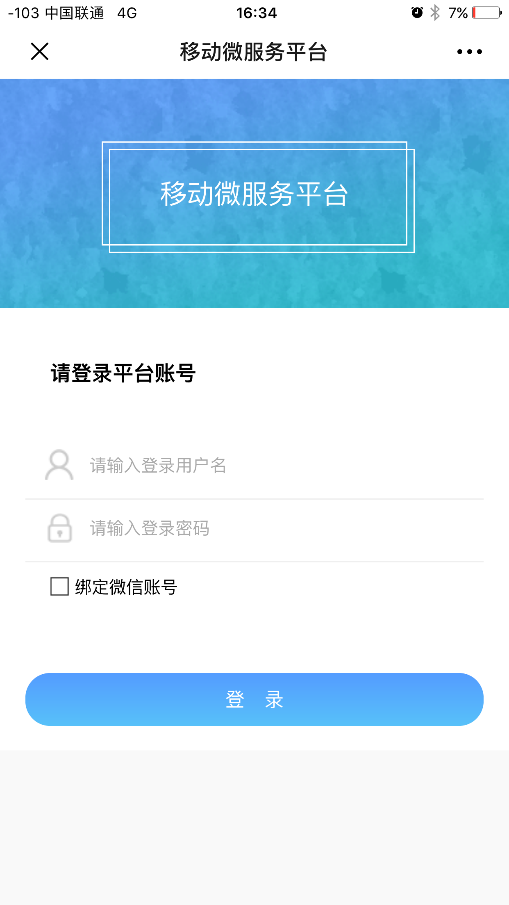 -103 中国联通 4G 16:34 7%
移动微服务平台
移动微服务平台
请登录平台账号
请输入登录用户名
请输入登录密码
绑定微信账号
登 录